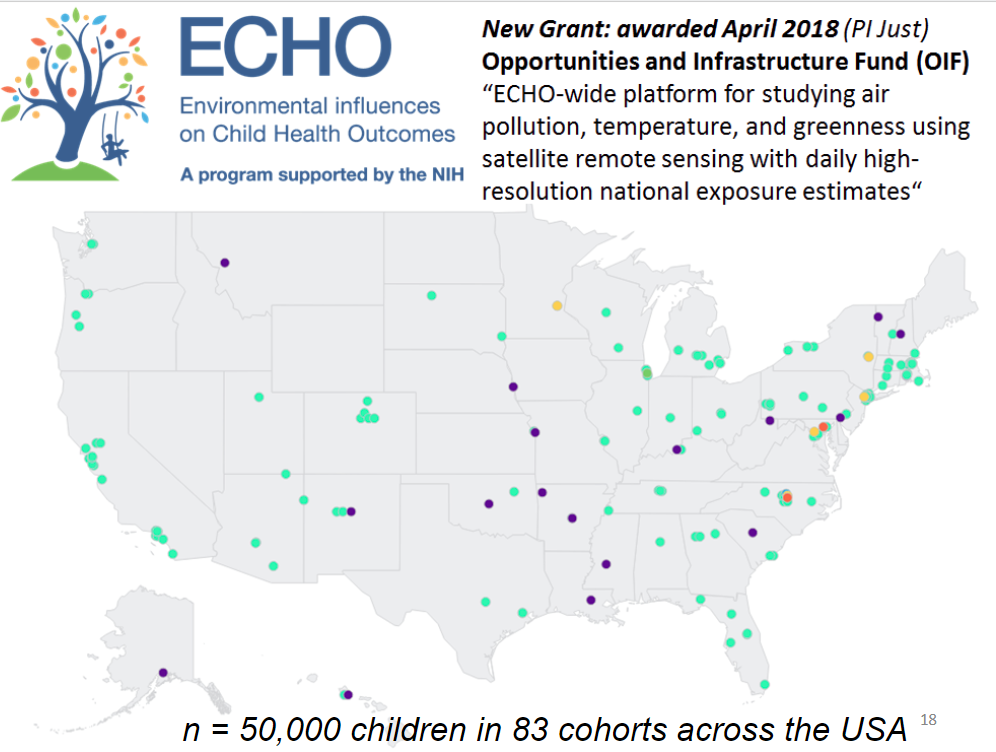 ECHO
Environmental influences
on Child Health Outcomes
A program supported by the NIH
New Grant: awarded April 2018 (PI Just)
Opportunities and Infrastructure Fund (OIF)
“ECHO-wide platform for studying air
pollution, temperature, and greenness using
satellite remote sensing with daily high-
resolution national exposure estimates“
n = 50,000 children in 83 cohorts across the USA
18